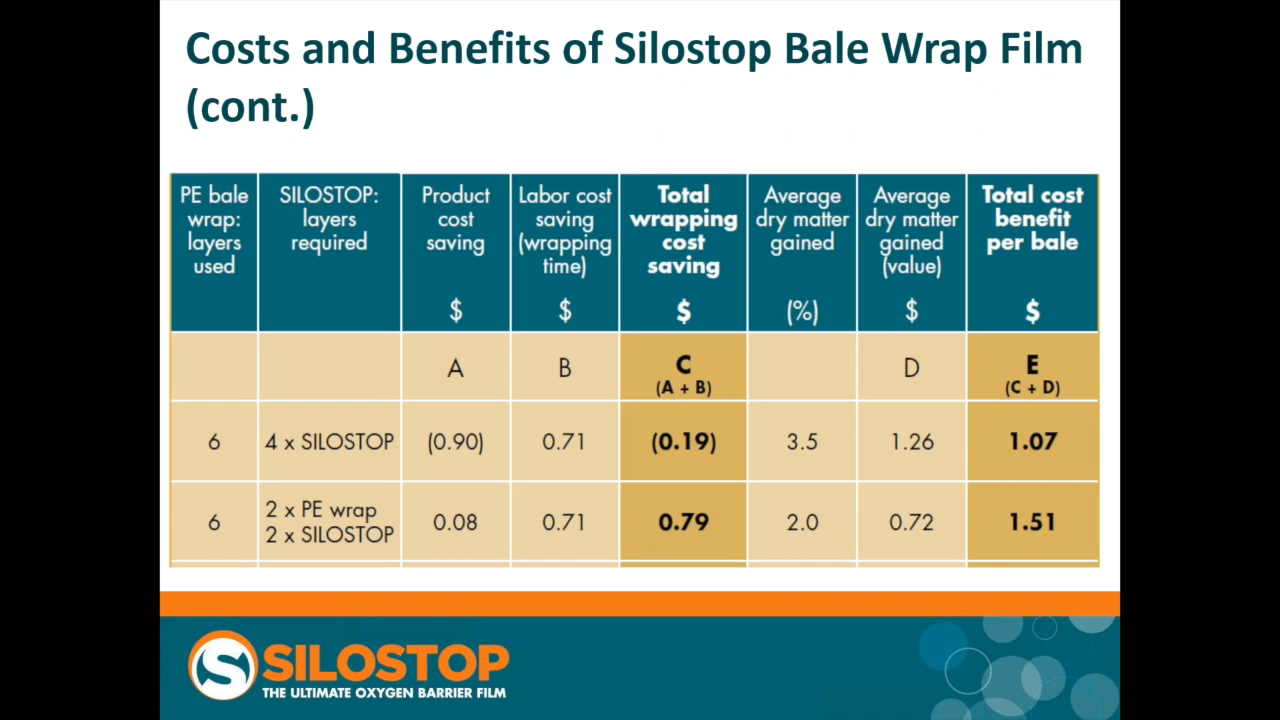 Costs and Benefits of Silostop Bale Wrap Film
(cont.)
PE bale
wrap:
layers
used
SILOSTOP:
layers
required
Product
cost
saving
$
Labor cost
saving
(wrapping
time)
$
Total
wrapping
cost
saving
$
Average
dry matter
gained
(%)
Average
dry matter
gained
(value)
$
Total cost
benefit
per bale
$
A
B
C
(A + B)
D
E
(C + D)
6
4 x SILOSTOP
(0.90)
0.71
(0.19)
3.5
1.26
1.07
6
2 x PE wrap
2 x SILOSTOP
0.08
0.71
0.79
2.0
0.72
1.51
SILOSTOP
THE ULTIMATE OXYGEN BARRIER FILM